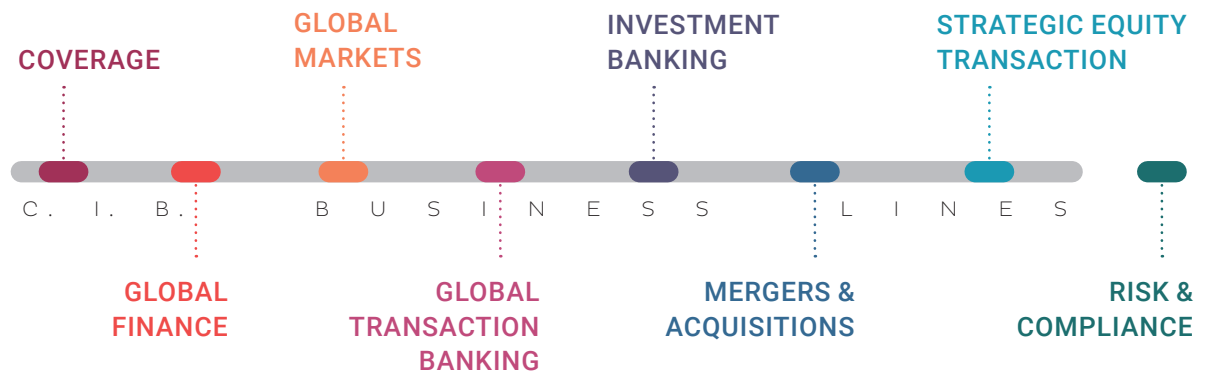 COVERAGE
GLOBAL
MARKETS
INVESTMENT
BANKING
STRATEGIC EQUITY
TRANSACTION
C. I. B. BUSINESS LINES
GLOBAL
FINANCE
GLOBAL
TRANSACTION
BANKING
MERGERS &
ACQUISITIONS
RISK &
COMPLIANCE